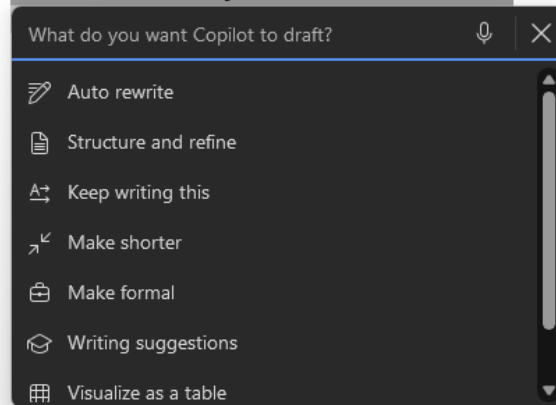 What do you want Copilot to draft?
Auto rewrite
Structure and refine
Keep writing this
Make shorter
Make formal
Writing suggestions
Visualize as a table